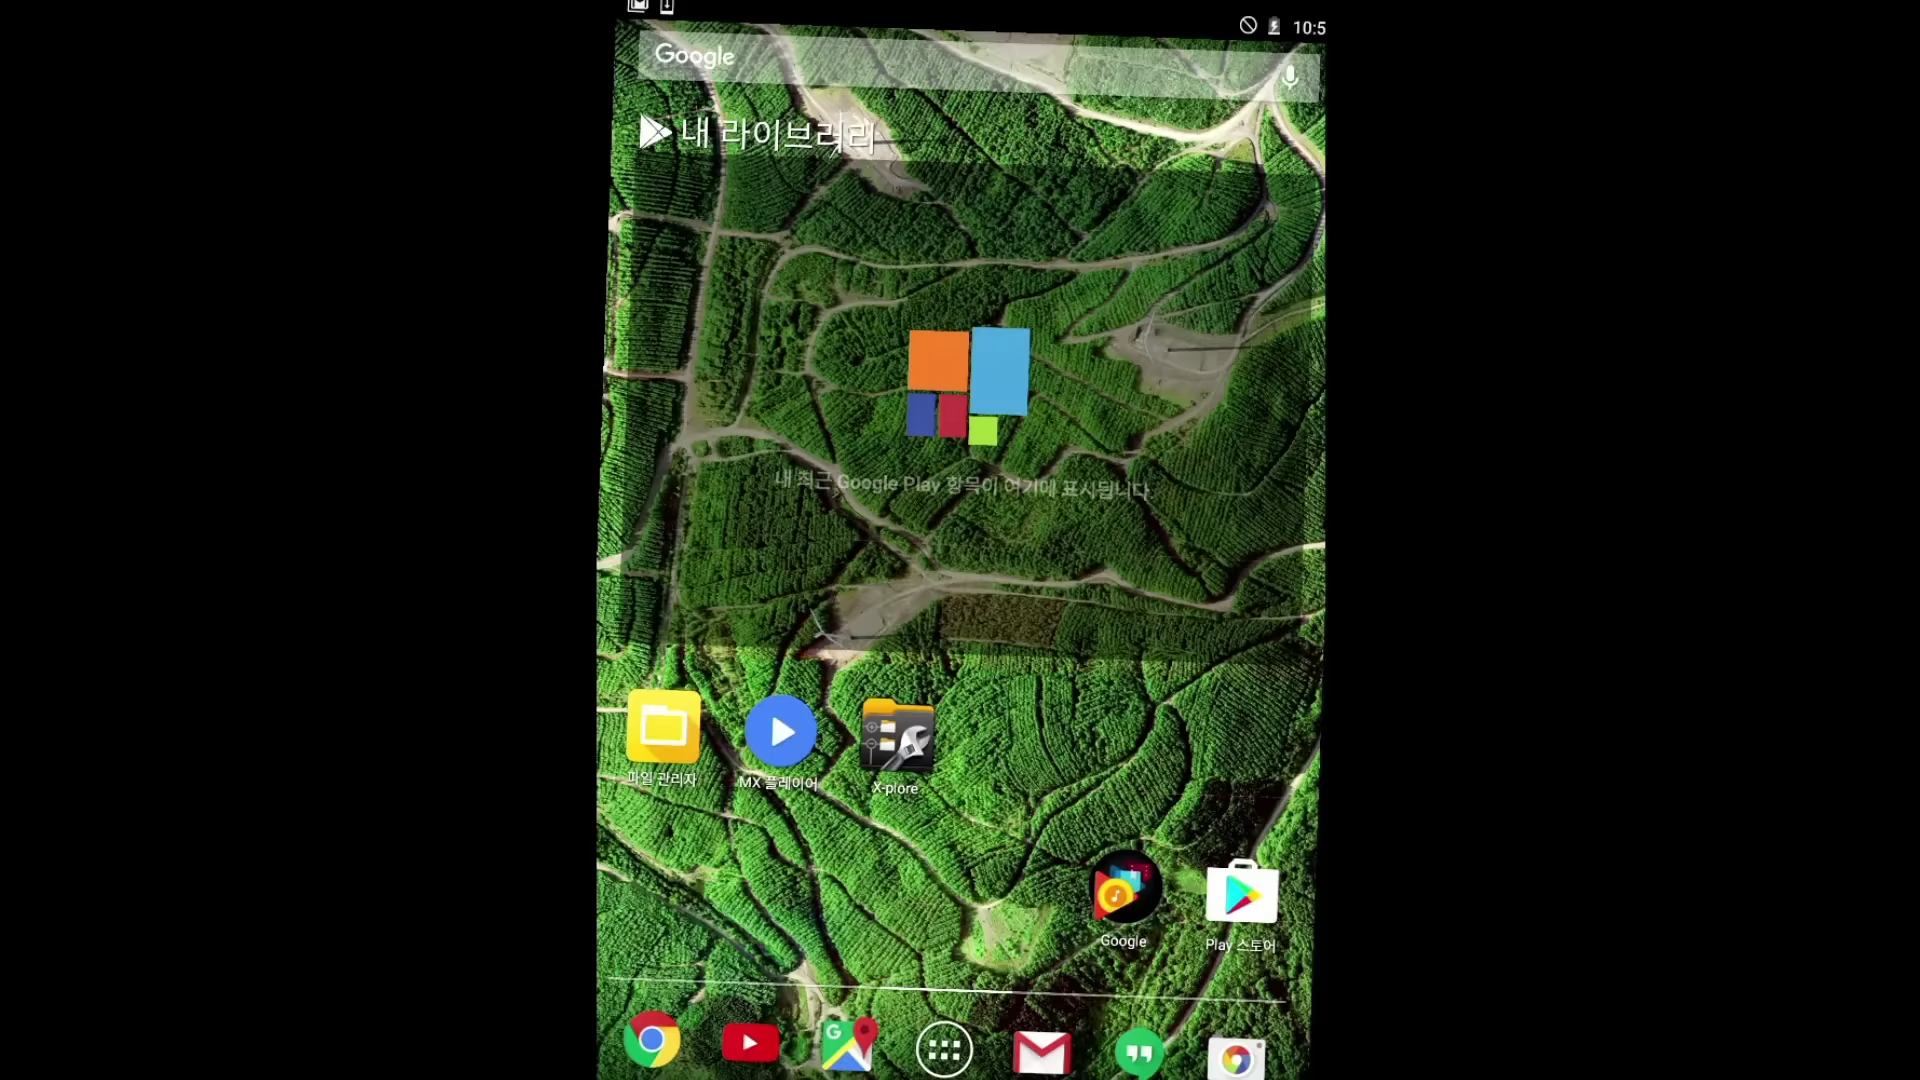 10:5
Google
내 라이브러리
내 최근 Google Play 항목이 여기에 표시됩니다.
파일 관리자
MX 플레이어
X-plore
Google
Play 스토어
G